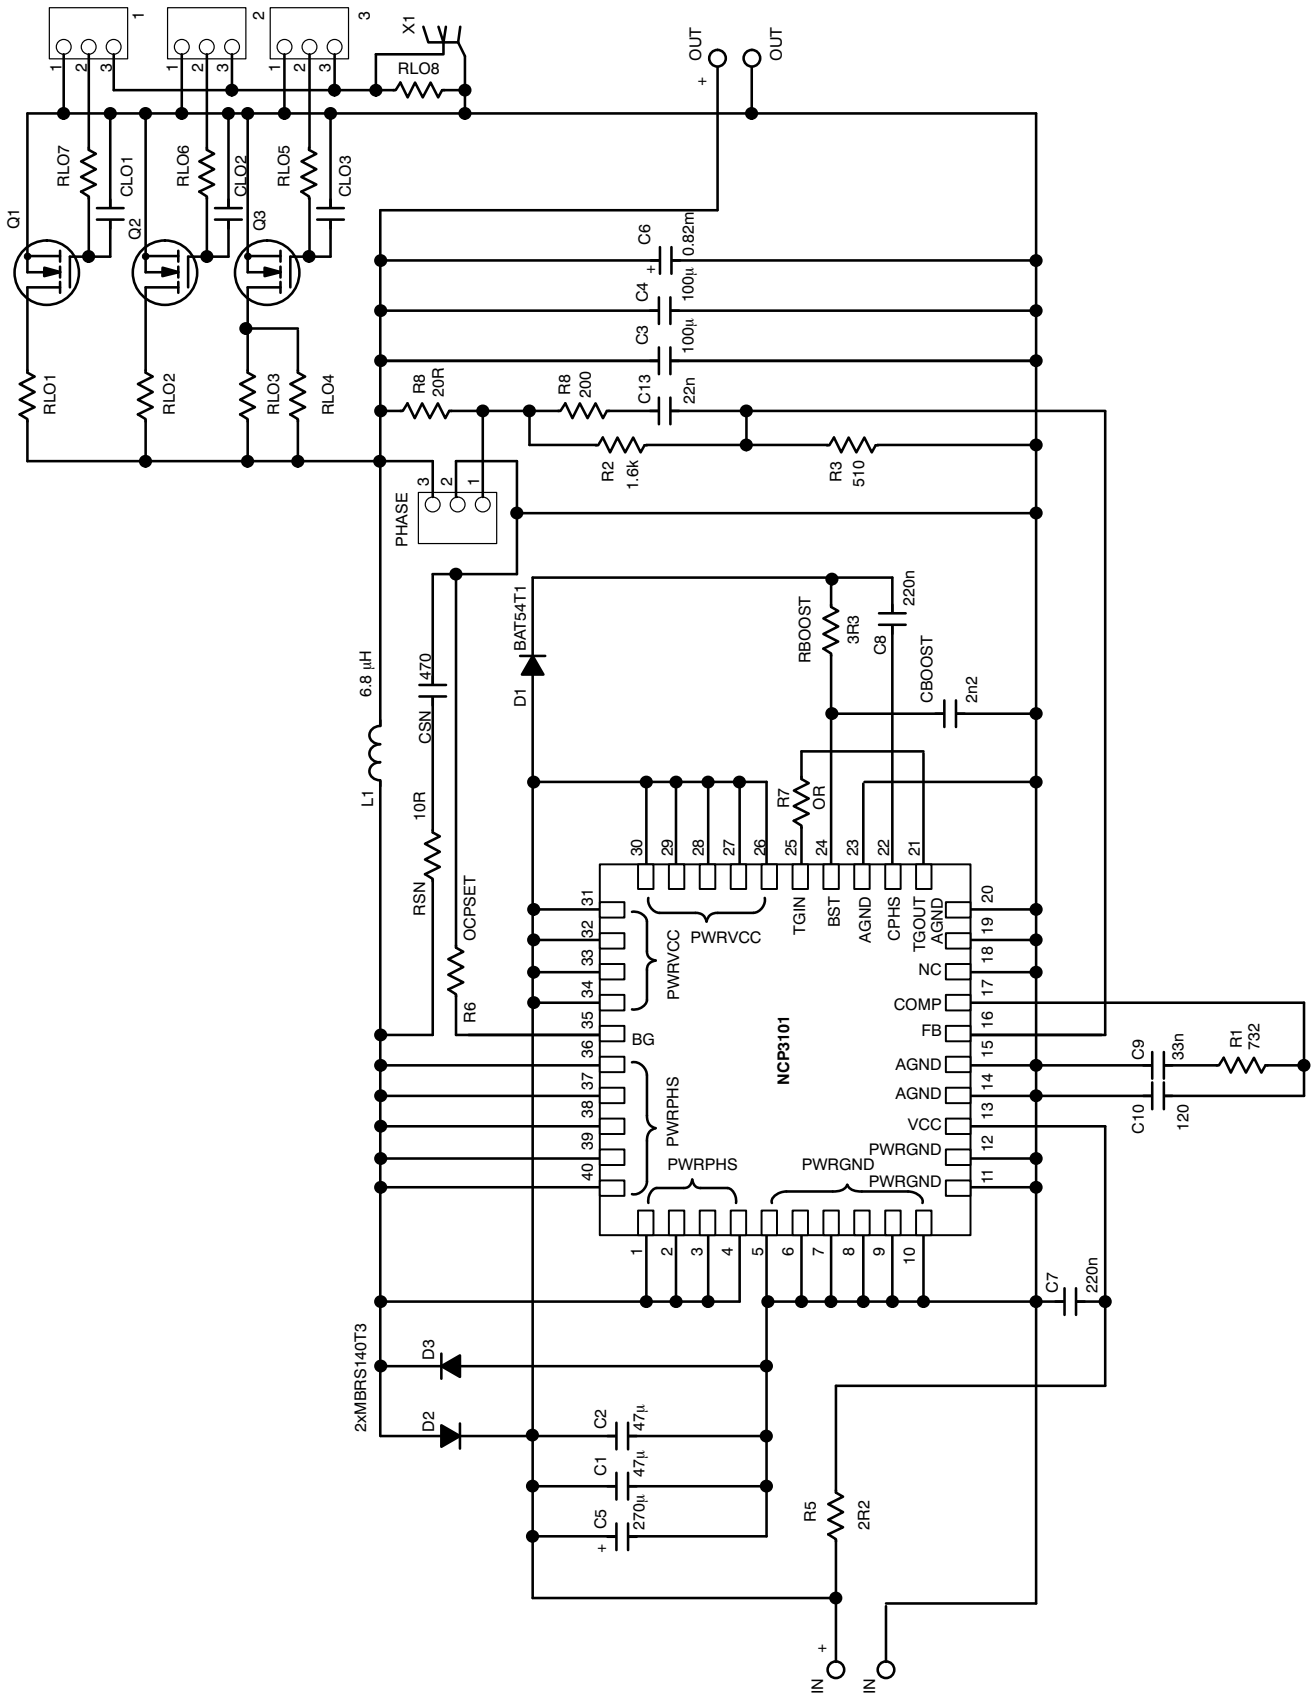 1
2
3
1
2
3
1
2
3
1
2
3
X1
RLO8
OUT
+
OUT
Q1
RLO7
CLO1
Q2
RLO6
CLO2
Q3
RLO5
CLO3
RLO1
RLO2
RLO3
RLO4
C6
+
0.82m
C4
100µ
C3
100µ
R8
20R
R8
200
C13
22n
R2
1.6k
R3
510
PHASE
3
2
1
L1
6.8 µH
RSN
10R
CSN
470
R6
OCPSET
D1
BAT54T1
RBOOST
3R3
C8
220n
CBOOST
2n2
R7
OR
30
29
28
27
26
25
24
23
22
21
PWRVCC
TGIN
BST
AGND
CPHS
TGOUT
31
32
33
34
35
36
37
38
39
40
PWRVCC
BG
PWRPHS
NCP3101
AGND
NC
COMP
FB
AGND
AGND
VCC
PWRGND
PWRGND
20
19
18
17
16
15
14
13
12
11
PWRPHS
PWRGND
1
2
3
4
5
6
7
8
9
10
C9
33n
R1
732
C10
120
C7
220n
2xMBRS140T3
D3
D2
C2
47µ
C1
47µ
C5
+
270µ
R5
2R2
IN
+
IN